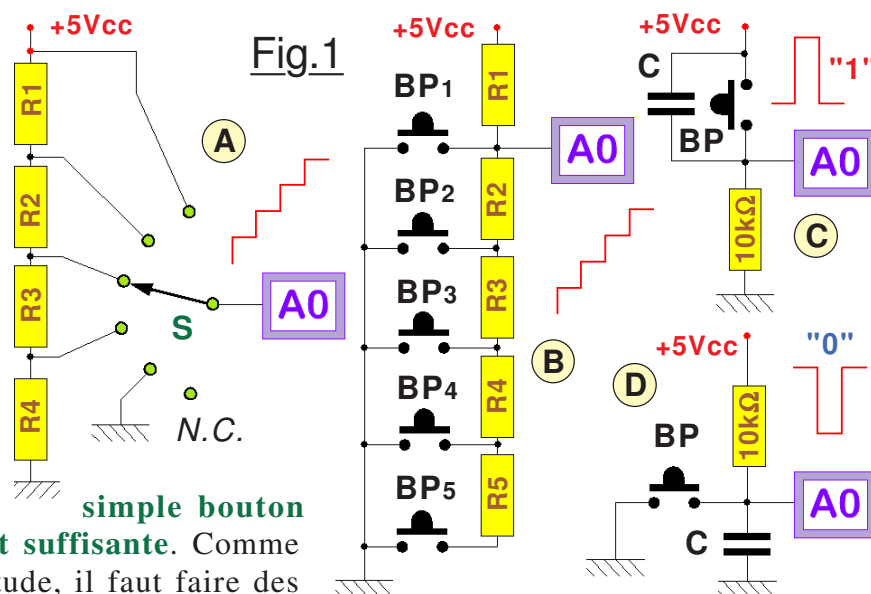 +5Vcc
Fig.1
R1
R2
R3
R4
A
S
A0
N.C.
+5Vcc
BP1
BP2
BP3
BP4
BP5
R1
R2
R3
R4
R5
A0
B
+5Vcc
C
BP
"1"
A0
10kΩ
C
+5Vcc
"0"
D
BP
10kΩ
A0
C
simple bouton
t suffisante. Comme
tude, il faut faire des